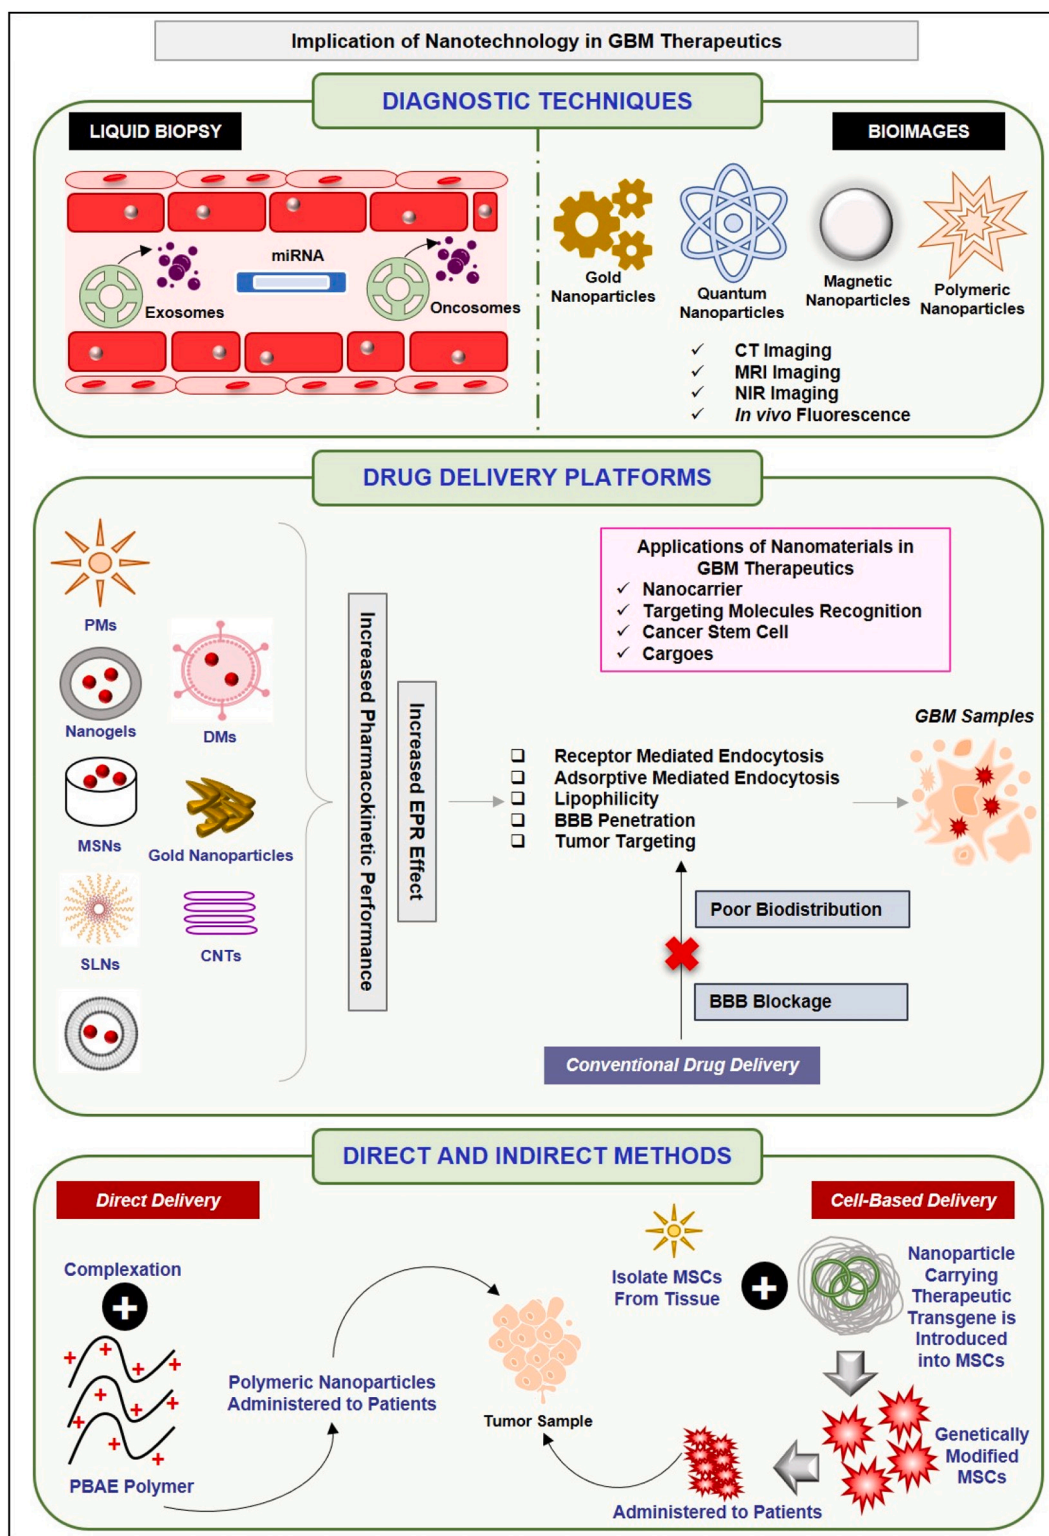 Implication of Nanotechnology in GBM Therapeutics
DIAGNOSTIC TECHNIQUES
LIQUID BIOPSY
miRNA
Exosomes
Oncosomes
BIOIMAGES
Gold
Nanoparticles
Quantum
Nanoparticles
Magnetic
Nanoparticles
Polymeric
Nanoparticles
✓ CT Imaging
✓ MRI Imaging
✓ NIR Imaging
✓ In vivo Fluorescence
DRUG DELIVERY PLATFORMS
PMs
Nanogels
DMs
MSNs
Gold Nanoparticles
SLNs
CNTs
Increased Pharmacokinetic Performance
Increased EPR Effect
Applications of Nanomaterials in
GBM Therapeutics
✓ Nanocarrier
✓ Targeting Molecules Recognition
✓ Cancer Stem Cell
✓ Cargoes
❑ Receptor Mediated Endocytosis
❑ Adsorptive Mediated Endocytosis
❑ Lipophilicity
❑ BBB Penetration
❑ Tumor Targeting
GBM Samples
Poor Biodistribution
BBB Blockage
Conventional Drug Delivery
DIRECT AND INDIRECT METHODS
Direct Delivery
Complexation
PBAE Polymer
Polymeric Nanoparticles
Administered to Patients
Tumor Sample
Cell-Based Delivery
Isolate MSCs
From Tissue
Nanoparticle
Carrying
Therapeutic
Transgene is
Introduced
into MSCs
Genetically
Modified
MSCs
Administered to Patients